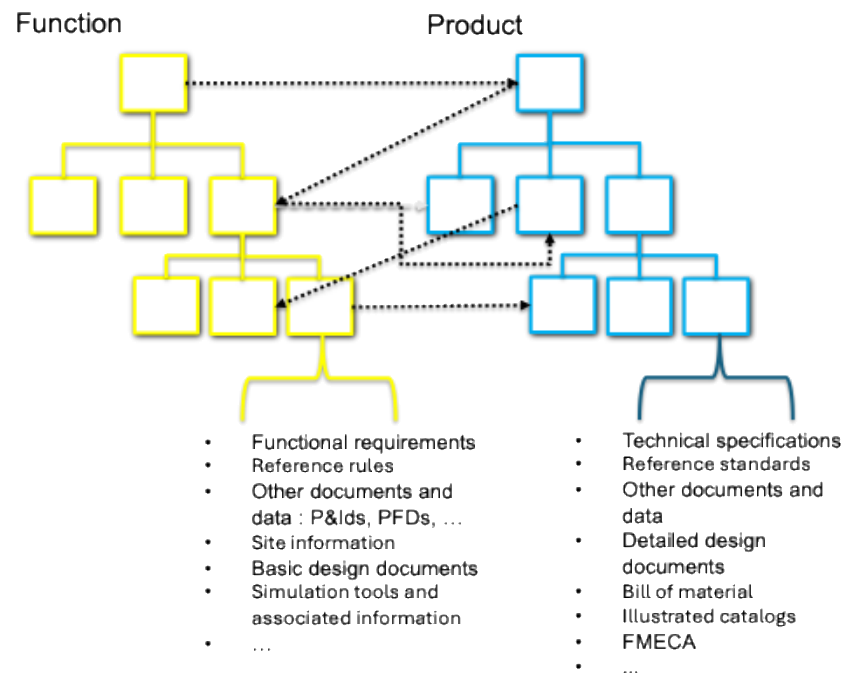 Function
Product
• Functional requirements
• Reference rules
• Other documents and
data : P&Ids, PFDs, …
• Site information
• Basic design documents
• Simulation tools and
associated information
• …
• Technical specifications
• Reference standards
• Other documents and
data
• Detailed design
documents
• Bill of material
• Illustrated catalogs
• FMECA
• ...